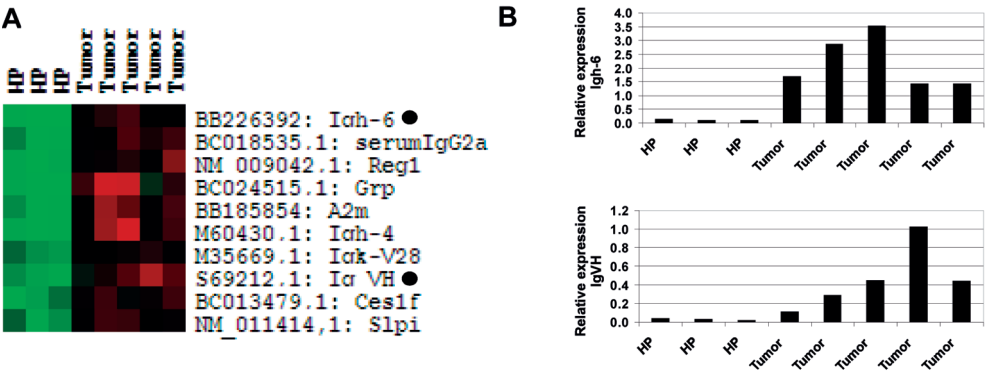 A
HP HP HP Tumor Tumor Tumor Tumor Tumor
BB226392: Igh-6
BC018535.1: serumIgG2a
NM_009042.1: Reg1
BC024515.1: Grp
BB185854: A2m
M60430.1: Igh-4
M35669.1: Igk-V28
S69212.1: Ig VH
BC013479.1: Ces1f
NM_011414,1: Slpi
B
Relative expression
Igh-6
4.0
3.5
3.0
2.5
2.0
1.5
1.0
0.5
0.0
HP HP HP Tumor Tumor Tumor Tumor Tumor
Relative expression
IgVH
1.2
1.0
0.8
0.6
0.4
0.2
0.0
HP HP HP Tumor Tumor Tumor Tumor Tumor